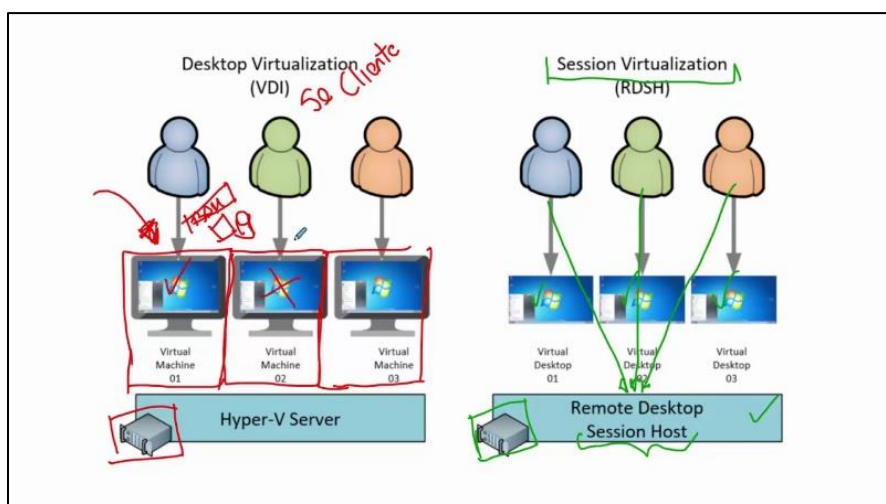 Desktop Virtualization
(VDI)
So Cliente
Session Virtualization
(RDSH)
Virtual
Machine
01
Virtual
Machine
02
Virtual
Machine
03
Virtual
Desktop
01
Virtual
Desktop
02
Virtual
Desktop
03
Hyper-V Server
Remote Desktop
Session Host